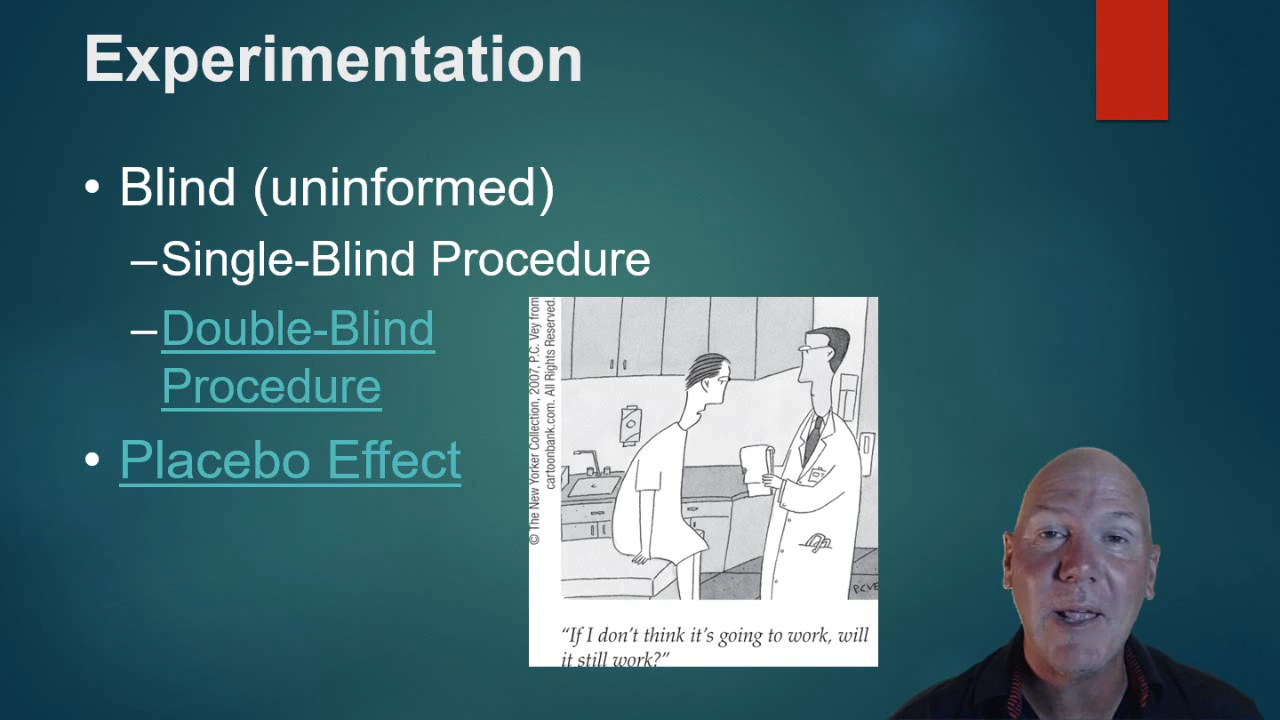 Experimentation
• Blind (uninformed)
–Single-Blind Procedure
–Double-Blind
Procedure
• Placebo Effect
© The New Yorker Collection, 2007, P.C. Vey from
cartoonbank.com. All Rights Reserved.
PCVE
“If I don’t think it’s going to work, will
it still work?”